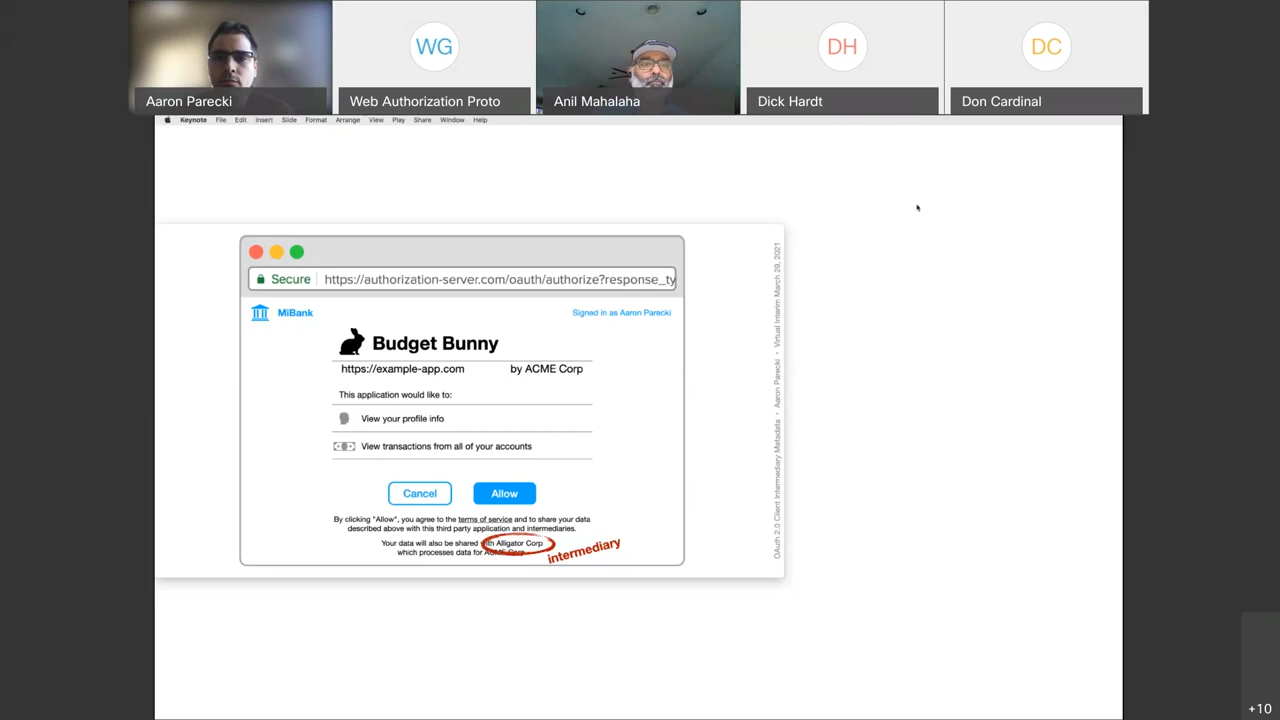 WG
DH
DC
Aaron Parecki
Web Authorization Proto
Anil Mahalaha
Dick Hardt
Don Cardinal
Keynote File Edit Insert Slide Format Arrange View Play Share Window Help
Secure https://authorization-server.com/oauth/authorize?response_ty
MiBank
Signed in as Aaron Parecki
Budget Bunny
https://example-app.com by ACME Corp
This application would like to:
View your profile info
View transactions from all of your accounts
Cancel Allow
By clicking "Allow", you agree to the terms of service and to share your data
described above with this third party application and intermediaries.
Your data will also be shared with Alligator Corp
which processes data for ACME Corp
intermediary
OAuth 2.0 Client Intermediary Metadata • Aaron Parecki • Virtual Interim March 29, 2021
+10